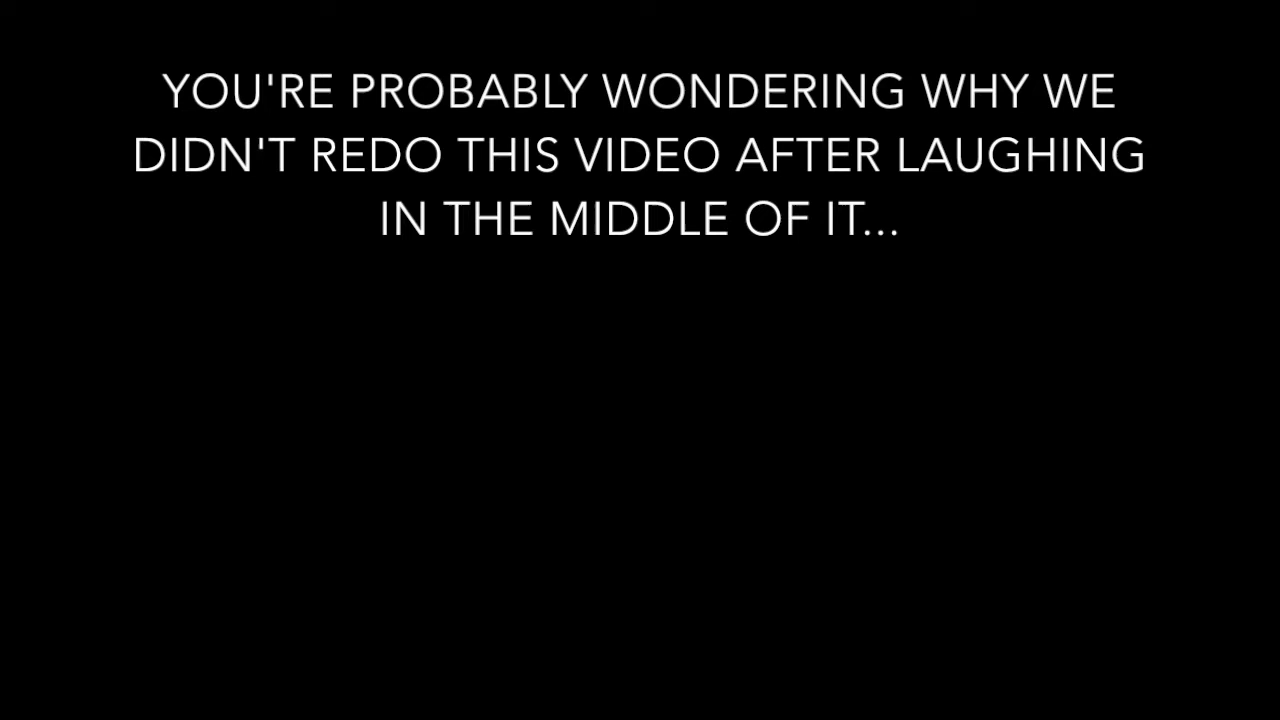 YOU'RE PROBABLY WONDERING WHY WE
DIDN'T REDO THIS VIDEO AFTER LAUGHING
IN THE MIDDLE OF IT...